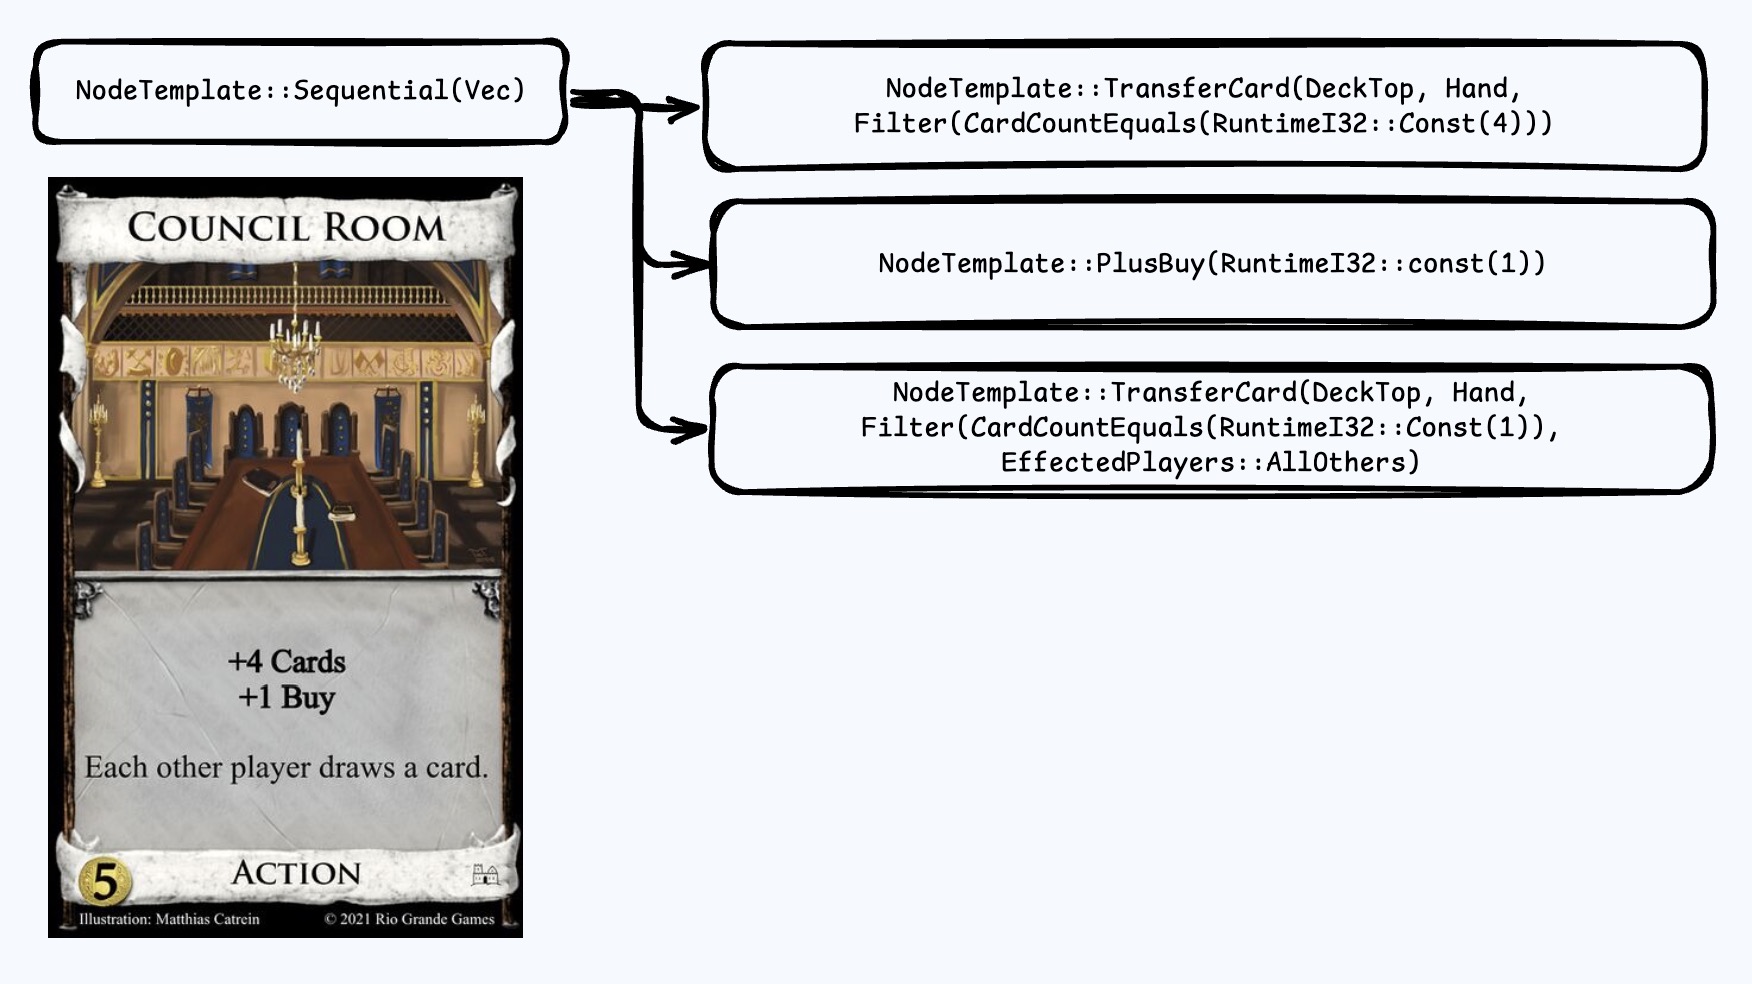 NodeTemplate::Sequential(Vec)
NodeTemplate::TransferCard(DeckTop, Hand,
Filter(CardCountEquals(RuntimeI32::Const(4)))
NodeTemplate::PlusBuy(RuntimeI32::const(1))
NodeTemplate::TransferCard(DeckTop, Hand,
Filter(CardCountEquals(RuntimeI32::Const(1)),
EffectedPlayers::AllOthers)
COUNCIL ROOM
+4 Cards
+1 Buy
Each other player draws a card.
5
ACTION
Illustration: Matthias Catrein
© 2021 Rio Grande Games